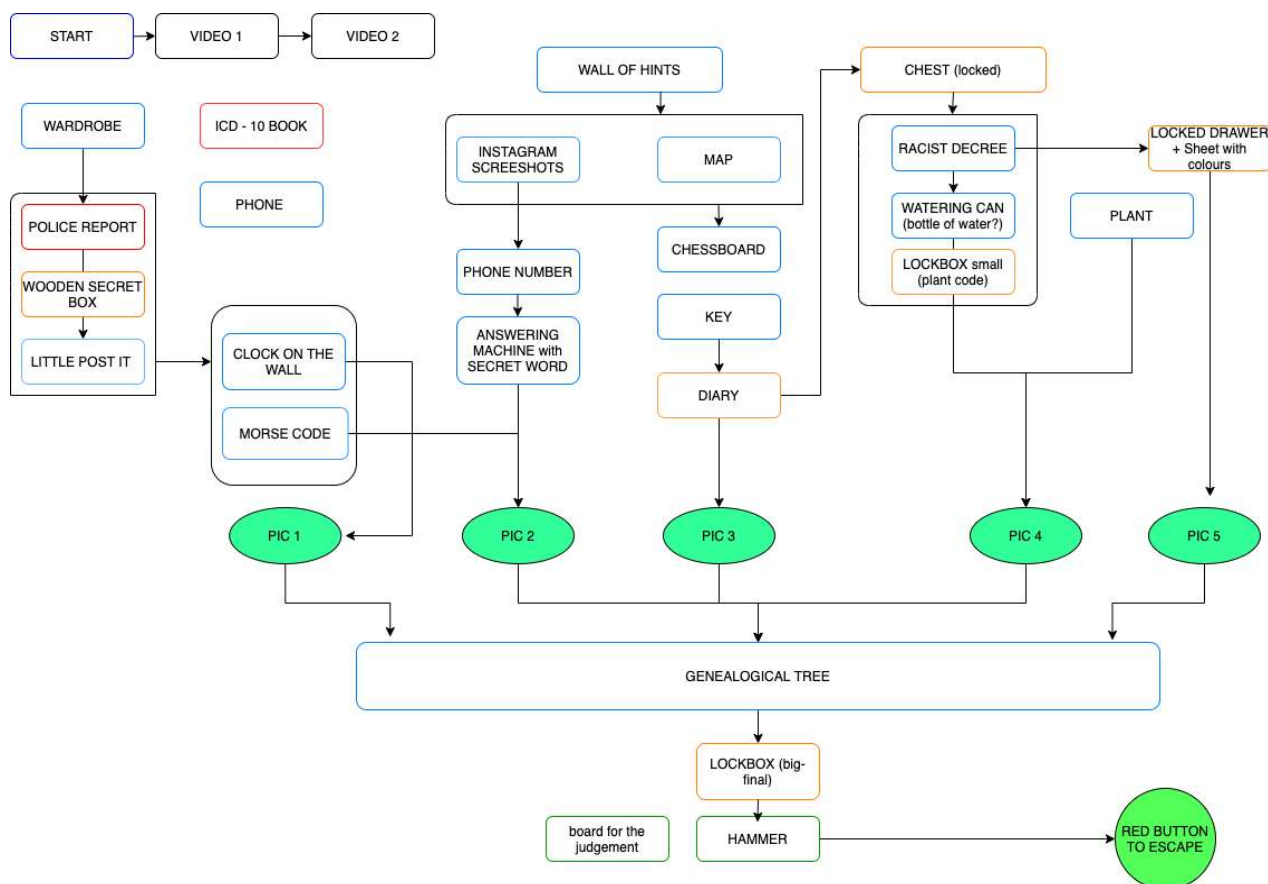 START
VIDEO 1
VIDEO 2
WALL OF HINTS
CHEST (locked)
WARDROBE
ICD - 10 BOOK
INSTAGRAM
SCREESHOTS
MAP
RACIST DECREE
LOCKED DRAWER
+ Sheet with
colours
PHONE
POLICE REPORT
WATERING CAN
(bottle of water?)
PLANT
PHONE NUMBER
CHESSBOARD
LOCKBOX small
(plant code)
WOODEN SECRET
BOX
KEY
LITTLE POST IT
CLOCK ON THE
WALL
ANSWERING
MACHINE with
SECRET WORD
DIARY
MORSE CODE
PIC 1
PIC 2
PIC 3
PIC 4
PIC 5
GENEALOGICAL TREE
LOCKBOX (big-
final)
board for the
judgement
HAMMER
RED BUTTON
TO ESCAPE